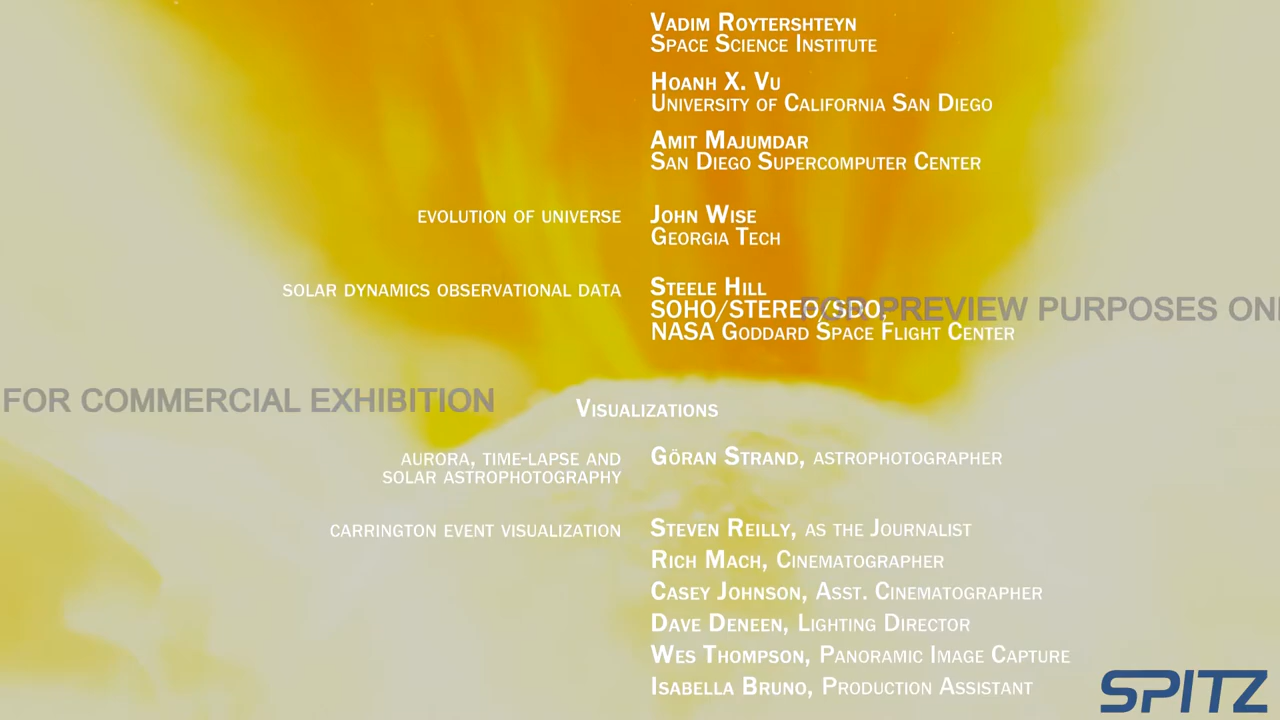 Vadim Roytershteyn
Space Science Institute
Hoanh X. Vu
University of California San Diego
Amit Majumdar
San Diego Supercomputer Center
evolution of universe John Wise
Georgia Tech
solar dynamics observational data Steele Hill
SOHO/STEREO/SDO,
NASA Goddard Space Flight Center
FOR PREVIEW PURPOSES ONL
FOR COMMERCIAL EXHIBITION
Visualizations
aurora, time-lapse and Göran Strand, astrophotographer
solar astrophotography
carrington event visualization Steven Reilly, as the Journalist
Rich Mach, Cinematographer
Casey Johnson, Asst. Cinematographer
Dave Deneen, Lighting Director
Wes Thompson, Panoramic Image Capture
Isabella Bruno, Production Assistant
SPITZ